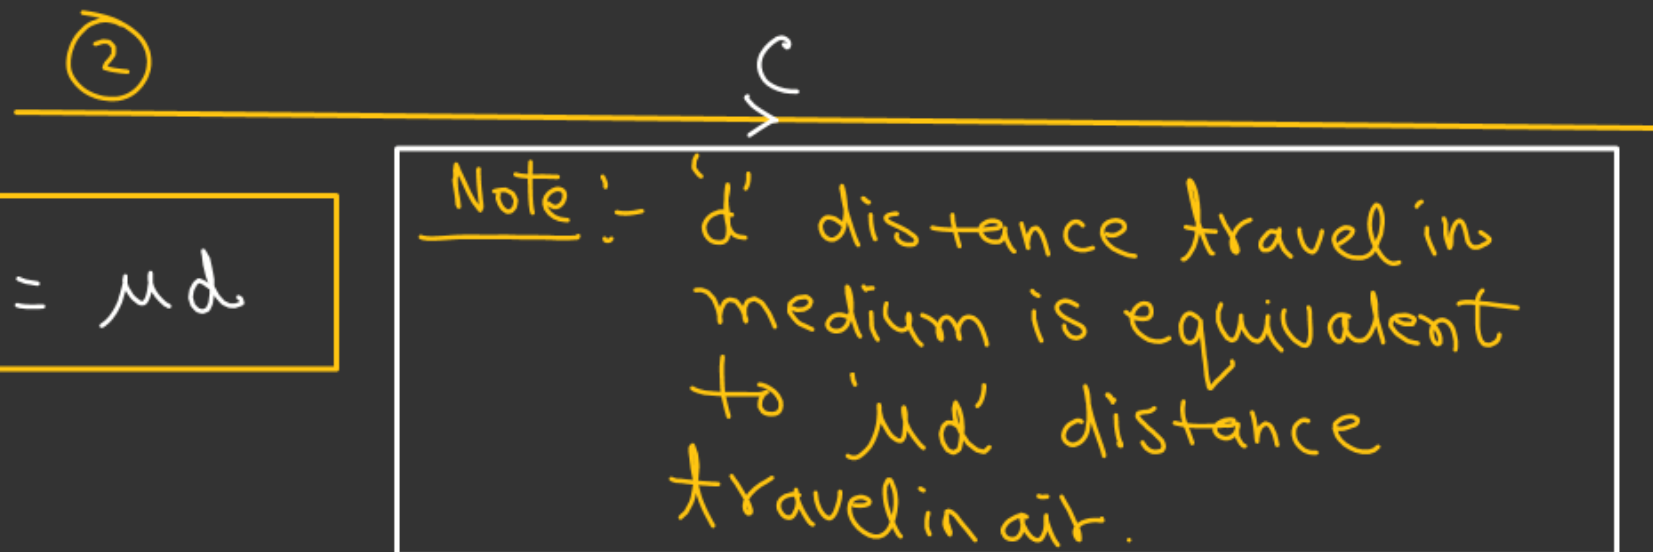 2
C
= μd
Note :- 'd' distance travel in
medium is equivalent
to 'μd' distance
travel in air.